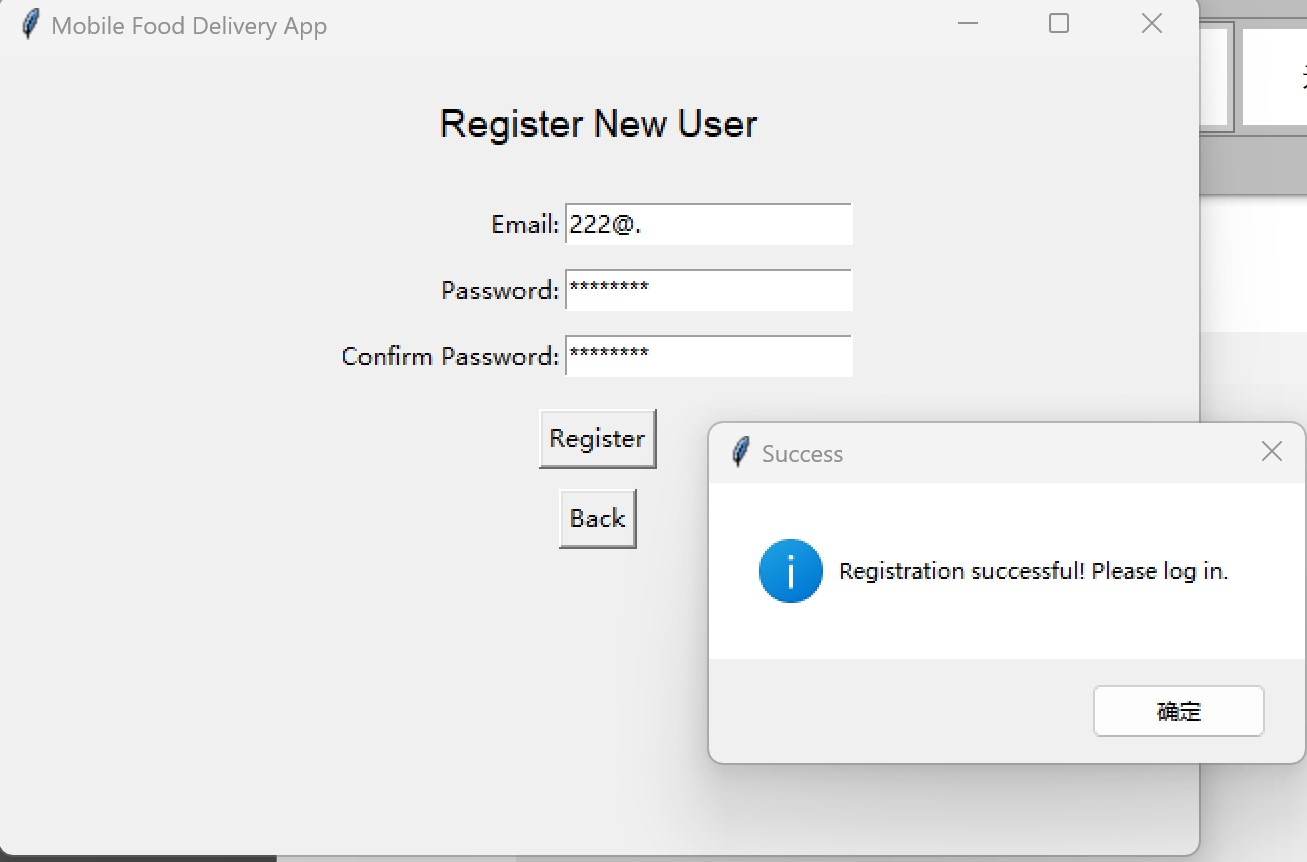 Mobile Food Delivery App
Register New User
Email: 222@.
Password: ********
Confirm Password: ********
Register
Back
Success
Registration successful! Please log in.
确定